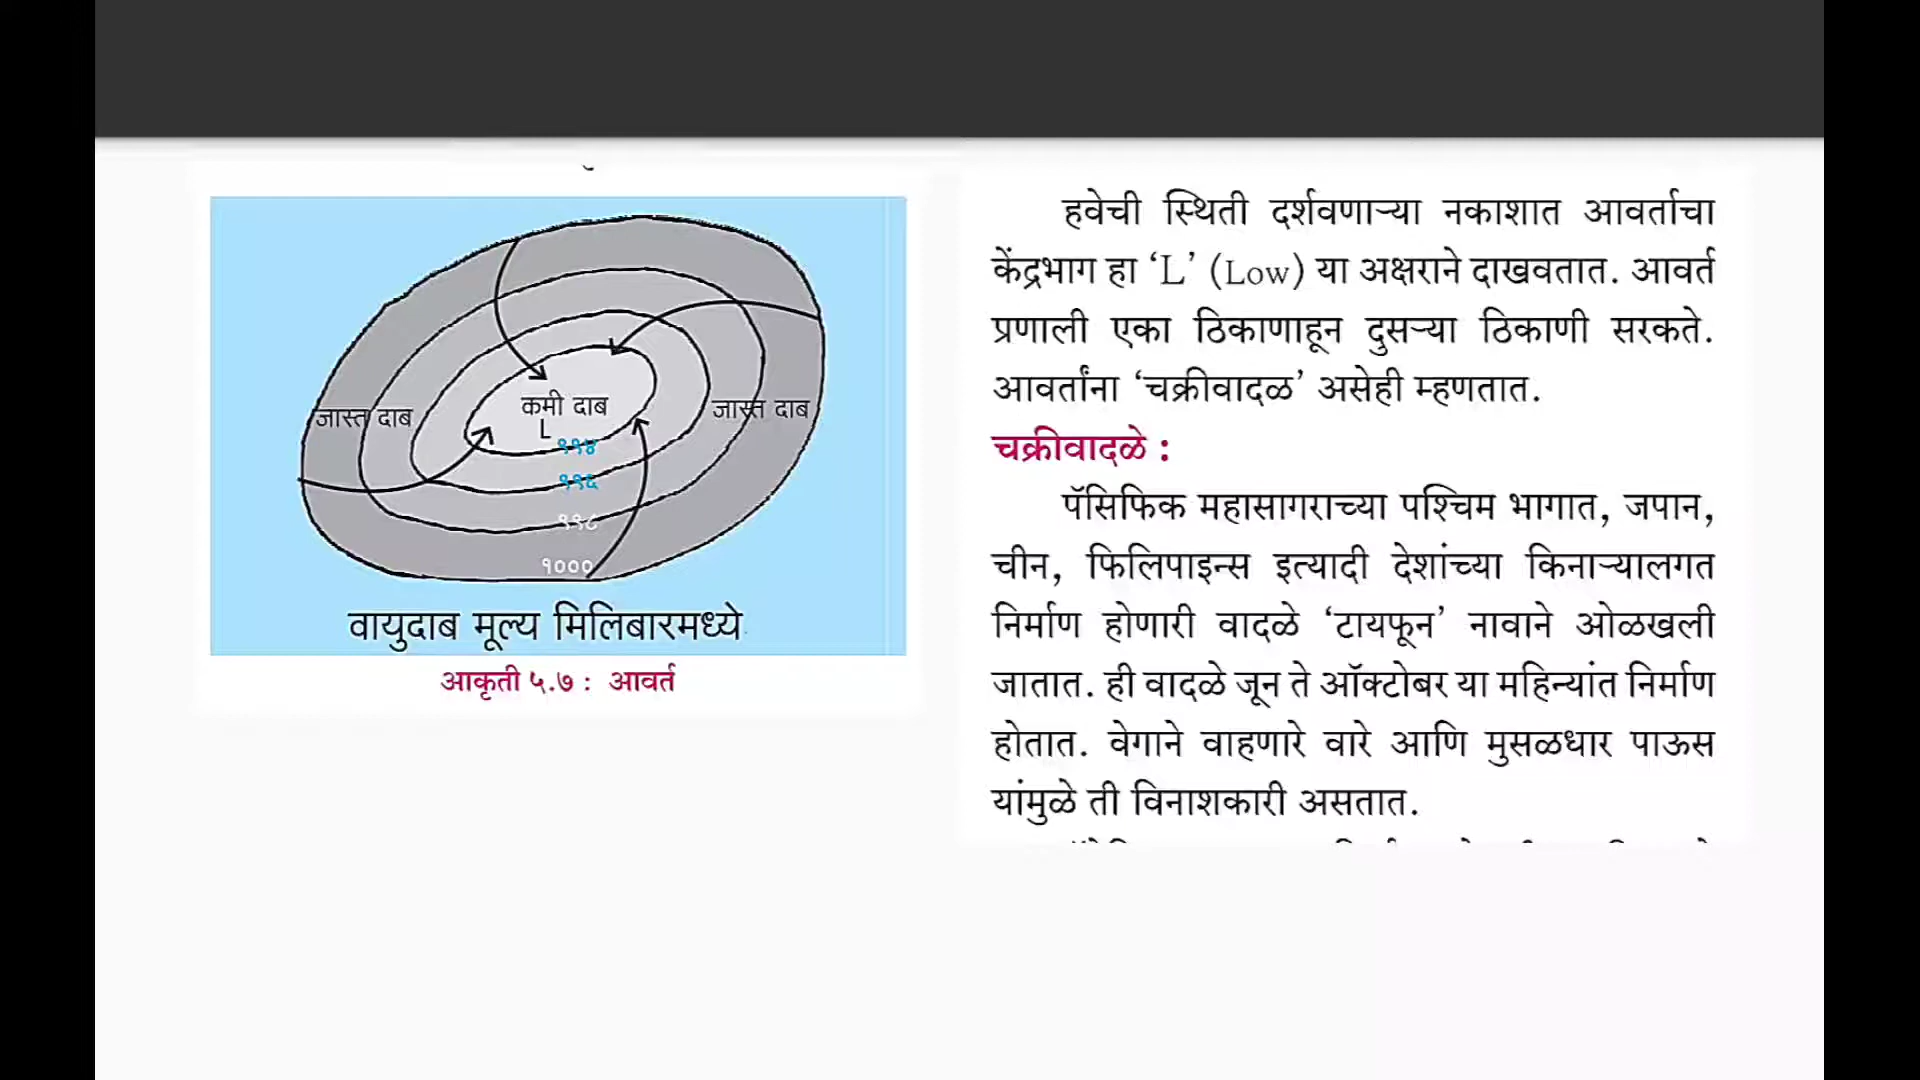 जास्त दाब
कमी दाब
जास्त दाब
L
९९४
९९६
९९८
१०००
वायुदाब मूल्य मिलिबारमध्ये
आकृती ५.७ : आवर्त
हवेची स्थिती दर्शवणाऱ्या नकाशात आवर्ताचा
केंद्रभाग हा ‘L’ (Low) या अक्षराने दाखवतात. आवर्त
प्रणाली एका ठिकाणाहून दुसऱ्या ठिकाणी सरकते.
आवर्तांना ‘चक्रीवादळ’ असेही म्हणतात.
चक्रीवादळे :
पॅसिफिक महासागराच्या पश्चिम भागात, जपान,
चीन, फिलिपाइन्स इत्यादी देशांच्या किनाऱ्यालगत
निर्माण होणारी वादळे ‘टायफून’ नावाने ओळखली
जातात. ही वादळे जून ते ऑक्टोबर या महिन्यांत निर्माण
होतात. वेगाने वाहणारे वारे आणि मुसळधार पाऊस
यांमुळे ती विनाशकारी असतात.